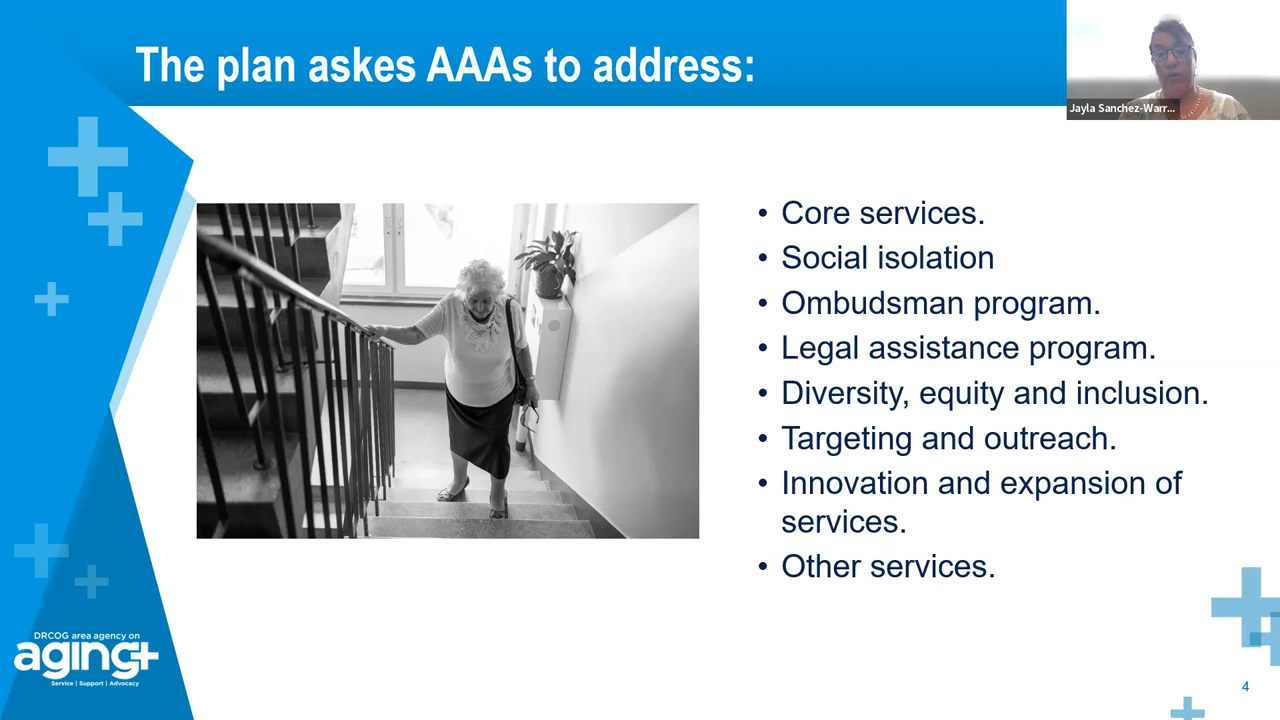 The plan askes AAAs to address:
Jayla Sanchez-Warr...
• Core services.
• Social isolation
• Ombudsman program.
• Legal assistance program.
• Diversity, equity and inclusion.
• Targeting and outreach.
• Innovation and expansion of
services.
• Other services.
DRCOG area agency on
aging+
Service | Support | Advocacy
4